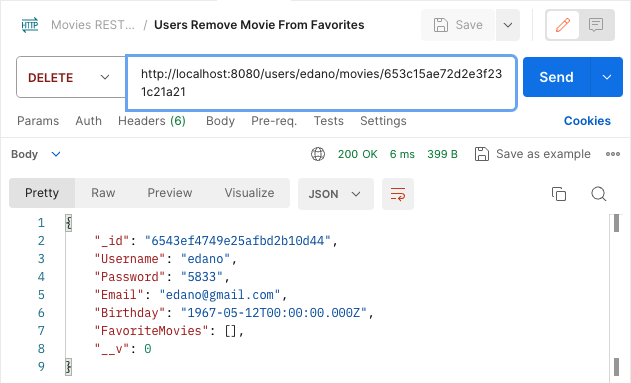 HTTP Movies REST... / Users Remove Movie From Favorites Save
DELETE http://localhost:8080/users/edano/movies/653c15ae72d2e3f23 Send
1c21a21
Params Auth Headers (6) Body Pre-req. Tests Settings Cookies
Body 200 OK 6 ms 399 B Save as example
Pretty Raw Preview Visualize JSON
1 {
2 "_id": "6543ef4749e25afbd2b10d44",
3 "Username": "edano",
4 "Password": "5833",
5 "Email": "edano@gmail.com",
6 "Birthday": "1967-05-12T00:00:00.000Z",
7 "FavoriteMovies": [],
8 "__v": 0
9 }